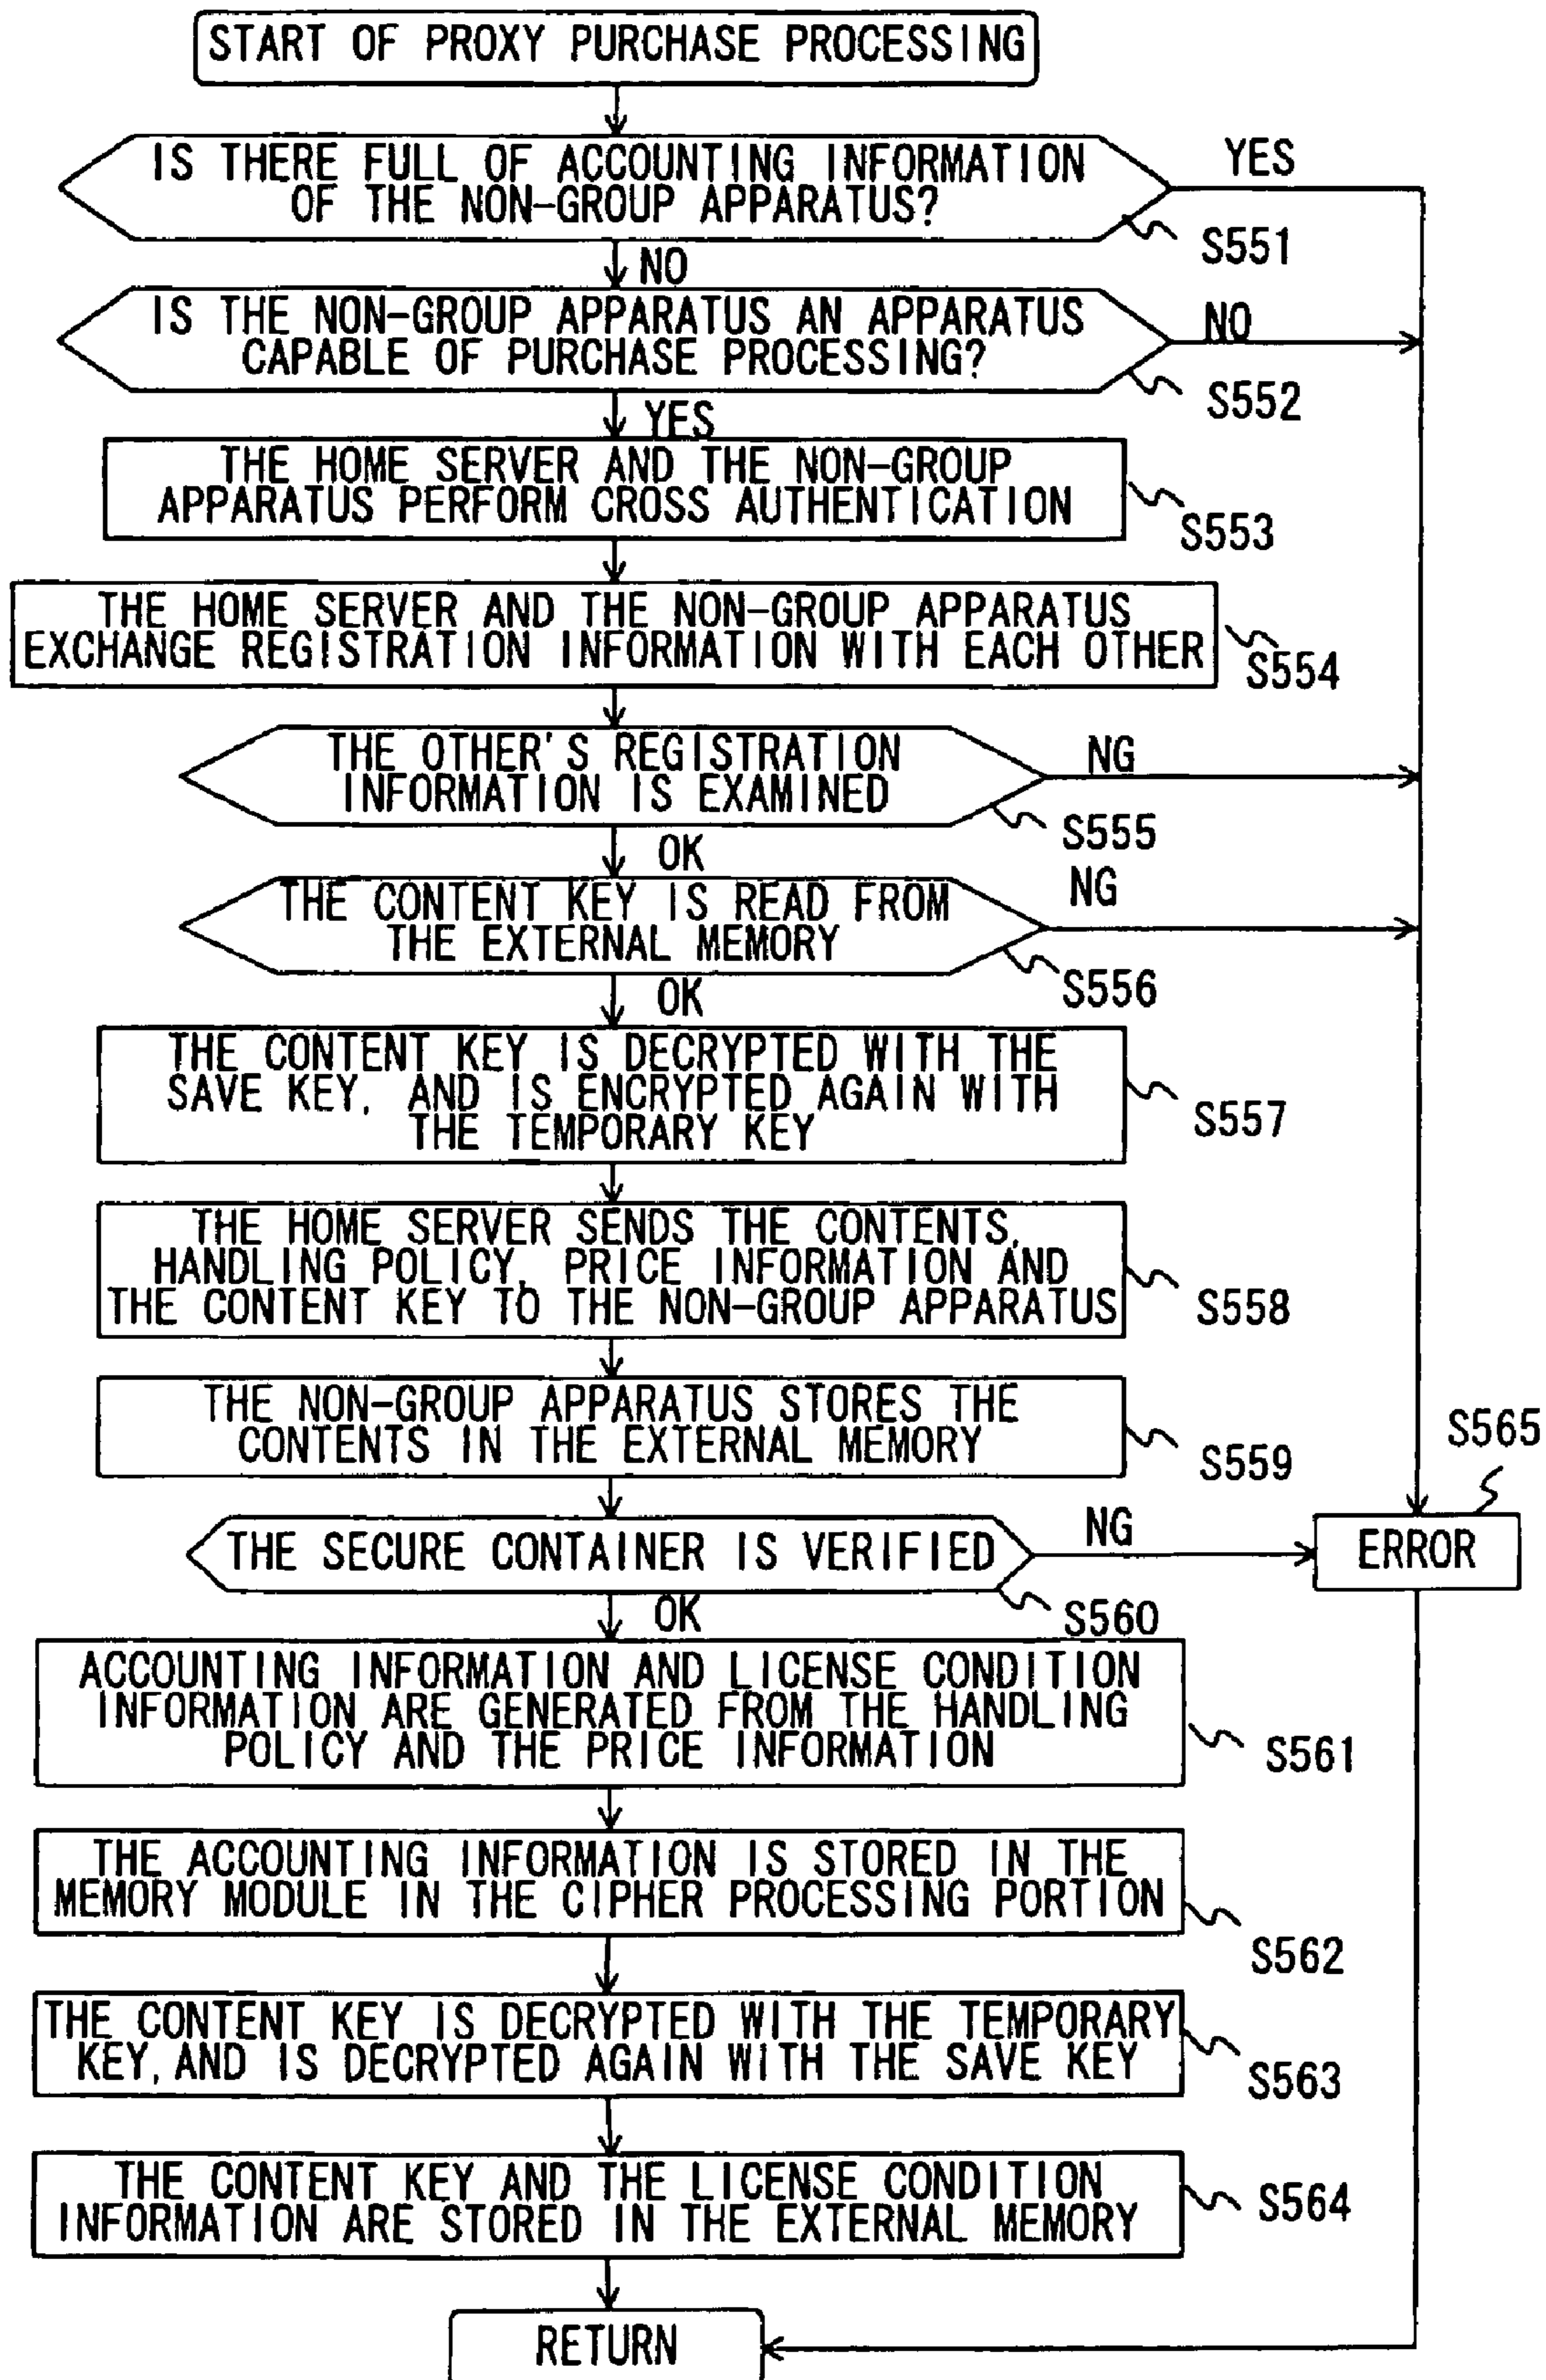 START OF PROXY PURCHASE PROCESSING
IS THERE FULL OF ACCOUNTING INFORMATION
OF THE NON-GROUP APPARATUS?
YES
S551
NO
IS THE NON-GROUP APPARATUS AN APPARATUS
CAPABLE OF PURCHASE PROCESSING?
NO
S552
YES
THE HOME SERVER AND THE NON-GROUP
APPARATUS PERFORM CROSS AUTHENTICATION
S553
THE HOME SERVER AND THE NON-GROUP APPARATUS
EXCHANGE REGISTRATION INFORMATION WITH EACH OTHER
S554
THE OTHER'S REGISTRATION
INFORMATION IS EXAMINED
NG
S555
OK
THE CONTENT KEY IS READ FROM
THE EXTERNAL MEMORY
NG
S556
OK
THE CONTENT KEY IS DECRYPTED WITH THE
SAVE KEY, AND IS ENCRYPTED AGAIN WITH
THE TEMPORARY KEY
S557
THE HOME SERVER SENDS THE CONTENTS,
HANDLING POLICY, PRICE INFORMATION AND
THE CONTENT KEY TO THE NON-GROUP APPARATUS
S558
THE NON-GROUP APPARATUS STORES THE
CONTENTS IN THE EXTERNAL MEMORY
S559
S565
THE SECURE CONTAINER IS VERIFIED
NG
ERROR
S560
OK
ACCOUNTING INFORMATION AND LICENSE CONDITION
INFORMATION ARE GENERATED FROM THE HANDLING
POLICY AND THE PRICE INFORMATION
S561
THE ACCOUNTING INFORMATION IS STORED IN THE
MEMORY MODULE IN THE CIPHER PROCESSING PORTION
S562
THE CONTENT KEY IS DECRYPTED WITH THE TEMPORARY
KEY, AND IS DECRYPTED AGAIN WITH THE SAVE KEY
S563
THE CONTENT KEY AND THE LICENSE CONDITION
INFORMATION ARE STORED IN THE EXTERNAL MEMORY
S564
RETURN